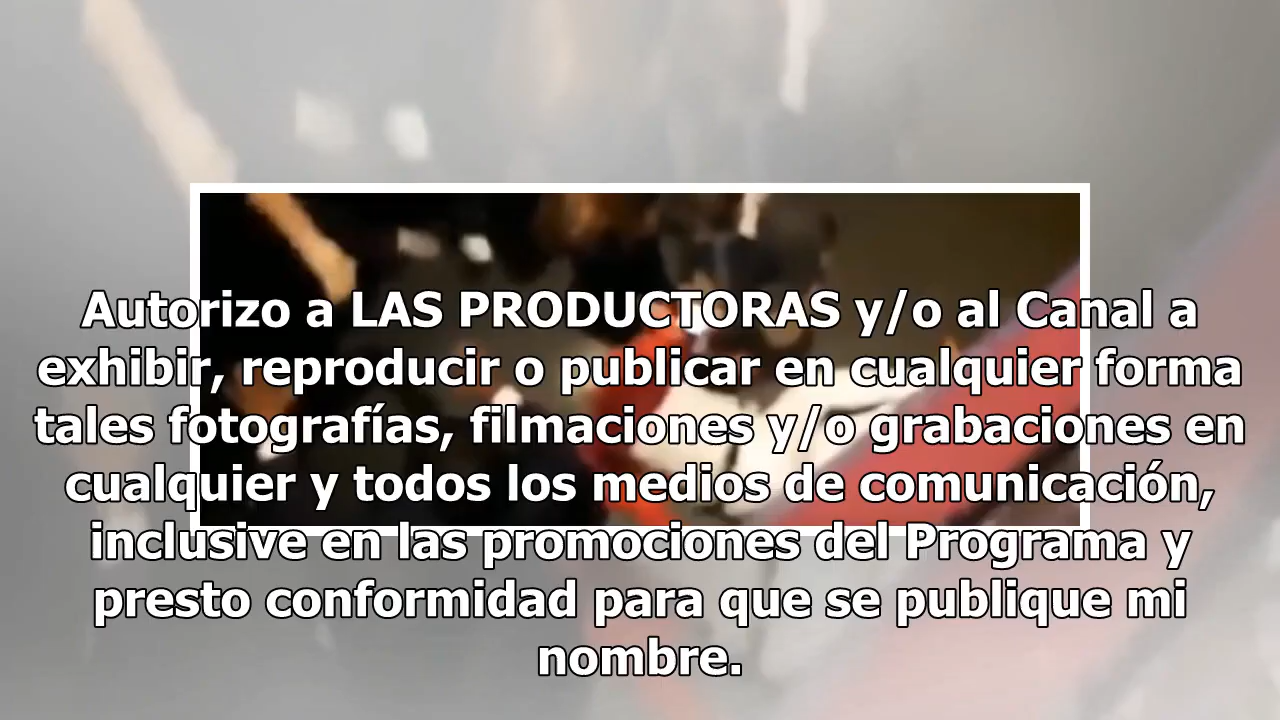 Autorizo a LAS PRODUCTORAS y/o al Canal a
exhibir, reproducir o publicar en cualquier forma
tales fotografías, filmaciones y/o grabaciones en
cualquier y todos los medios de comunicación,
inclusive en las promociones del Programa y
presto conformidad para que se publique mi
nombre.